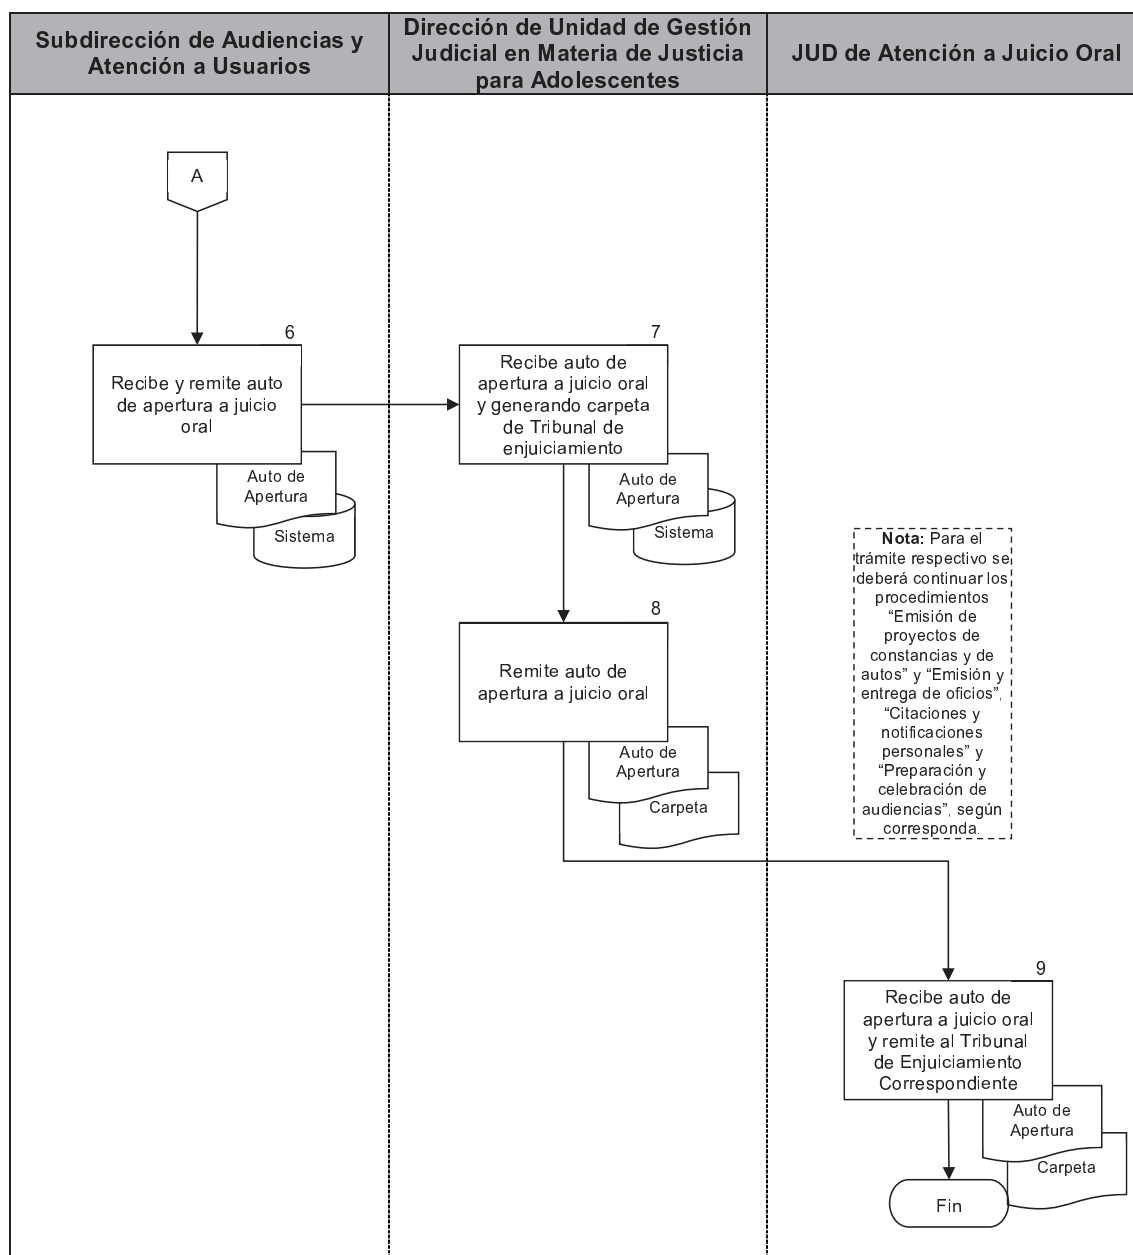 Subdirección de Audiencias y
Atención a Usuarios
Dirección de Unidad de Gestión
Judicial en Materia de Justicia
para Adolescentes
JUD de Atención a Juicio Oral
A
6
Recibe y remite auto
de apertura a juicio
oral
Auto de
Apertura
Sistema
7
Recibe auto de
apertura a juicio oral
y generando carpeta
de Tribunal de
enjuiciamiento
Auto de
Apertura
Sistema
8
Remite auto de
apertura a juicio oral
Auto de
Apertura
Carpeta
Nota: Para el
trámite respectivo se
deberá continuar los
procedimientos
“Emisión de
proyectos de
constancias y de
autos” y “Emisión y
entrega de oficios”,
“Citaciones y
notificaciones
personales” y
“Preparación y
celebración de
audiencias”, según
corresponda.
9
Recibe auto de
apertura a juicio oral
y remite al Tribunal
de Enjuiciamiento
Correspondiente
Auto de
Apertura
Carpeta
Fin